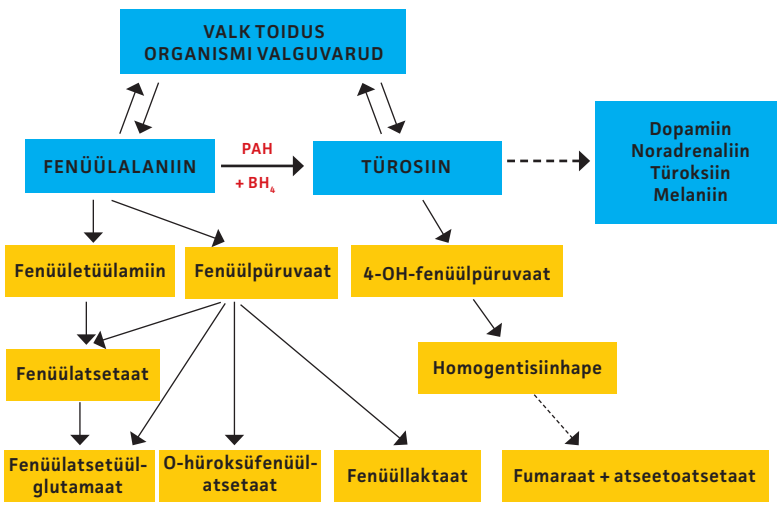 VALK TOIDUS
ORGANISMI VALGUVARUD
FENÜÜLALANIIN
PAH
+ BH₄
TÜROSIIN
Dopamiin
Noradrenaliin
Türoksiin
Melaniin
Fenüületüülamiin
Fenüülpüruvaat
4-OH-fenüülpüruvaat
Fenüülatsetaat
Homogentisiinhape
Fenüülatsetüül-
glutamaat
O-hüroksüfenüül-
atsetaat
Fenüüllaktaat
Fumaraat + atseetoatsetaat